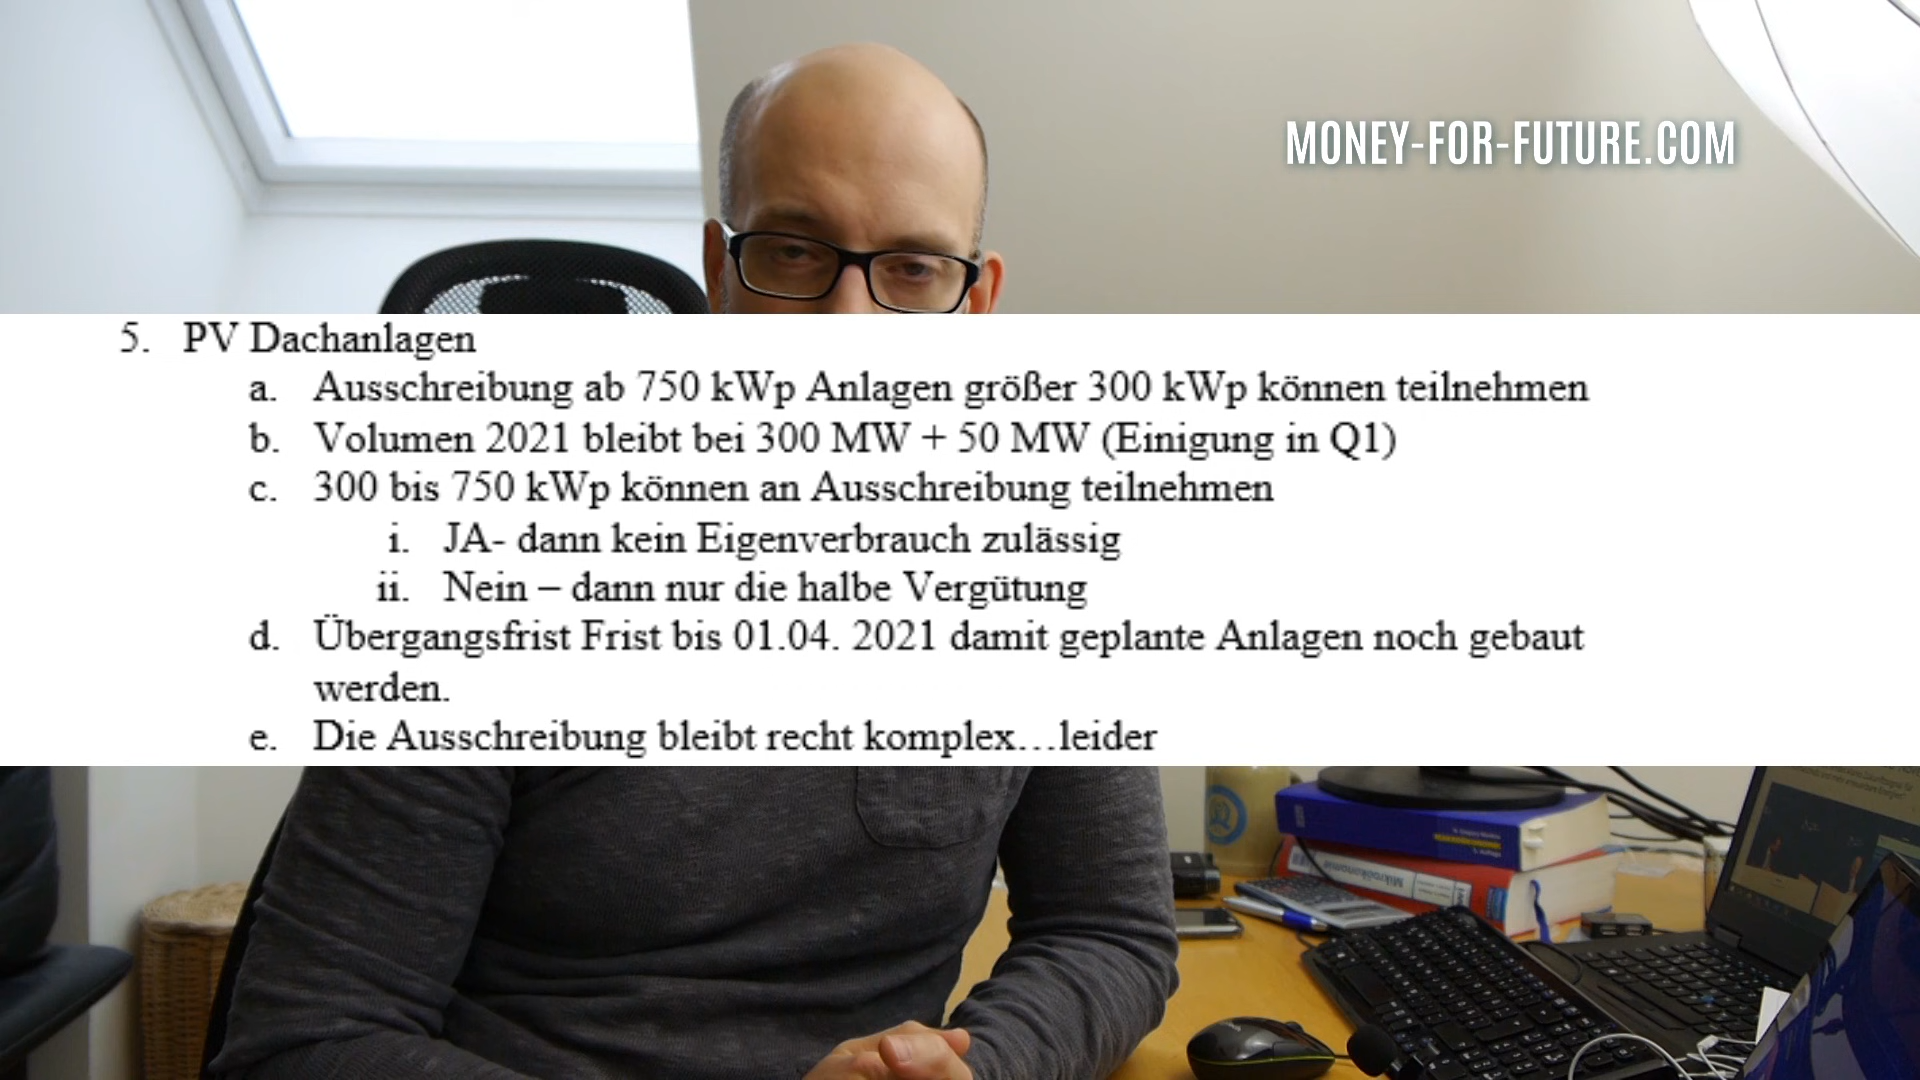 MONEY-FOR-FUTURE.COM
5. PV Dachanlagen
a. Ausschreibung ab 750 kWp Anlagen größer 300 kWp können teilnehmen
b. Volumen 2021 bleibt bei 300 MW + 50 MW (Einigung in Q1)
c. 300 bis 750 kWp können an Ausschreibung teilnehmen
i. JA- dann kein Eigenverbrauch zulässig
ii. Nein – dann nur die halbe Vergütung
d. Übergangsfrist Frist bis 01.04. 2021 damit geplante Anlagen noch gebaut
werden.
e. Die Ausschreibung bleibt recht komplex…leider
Mikroökonomie